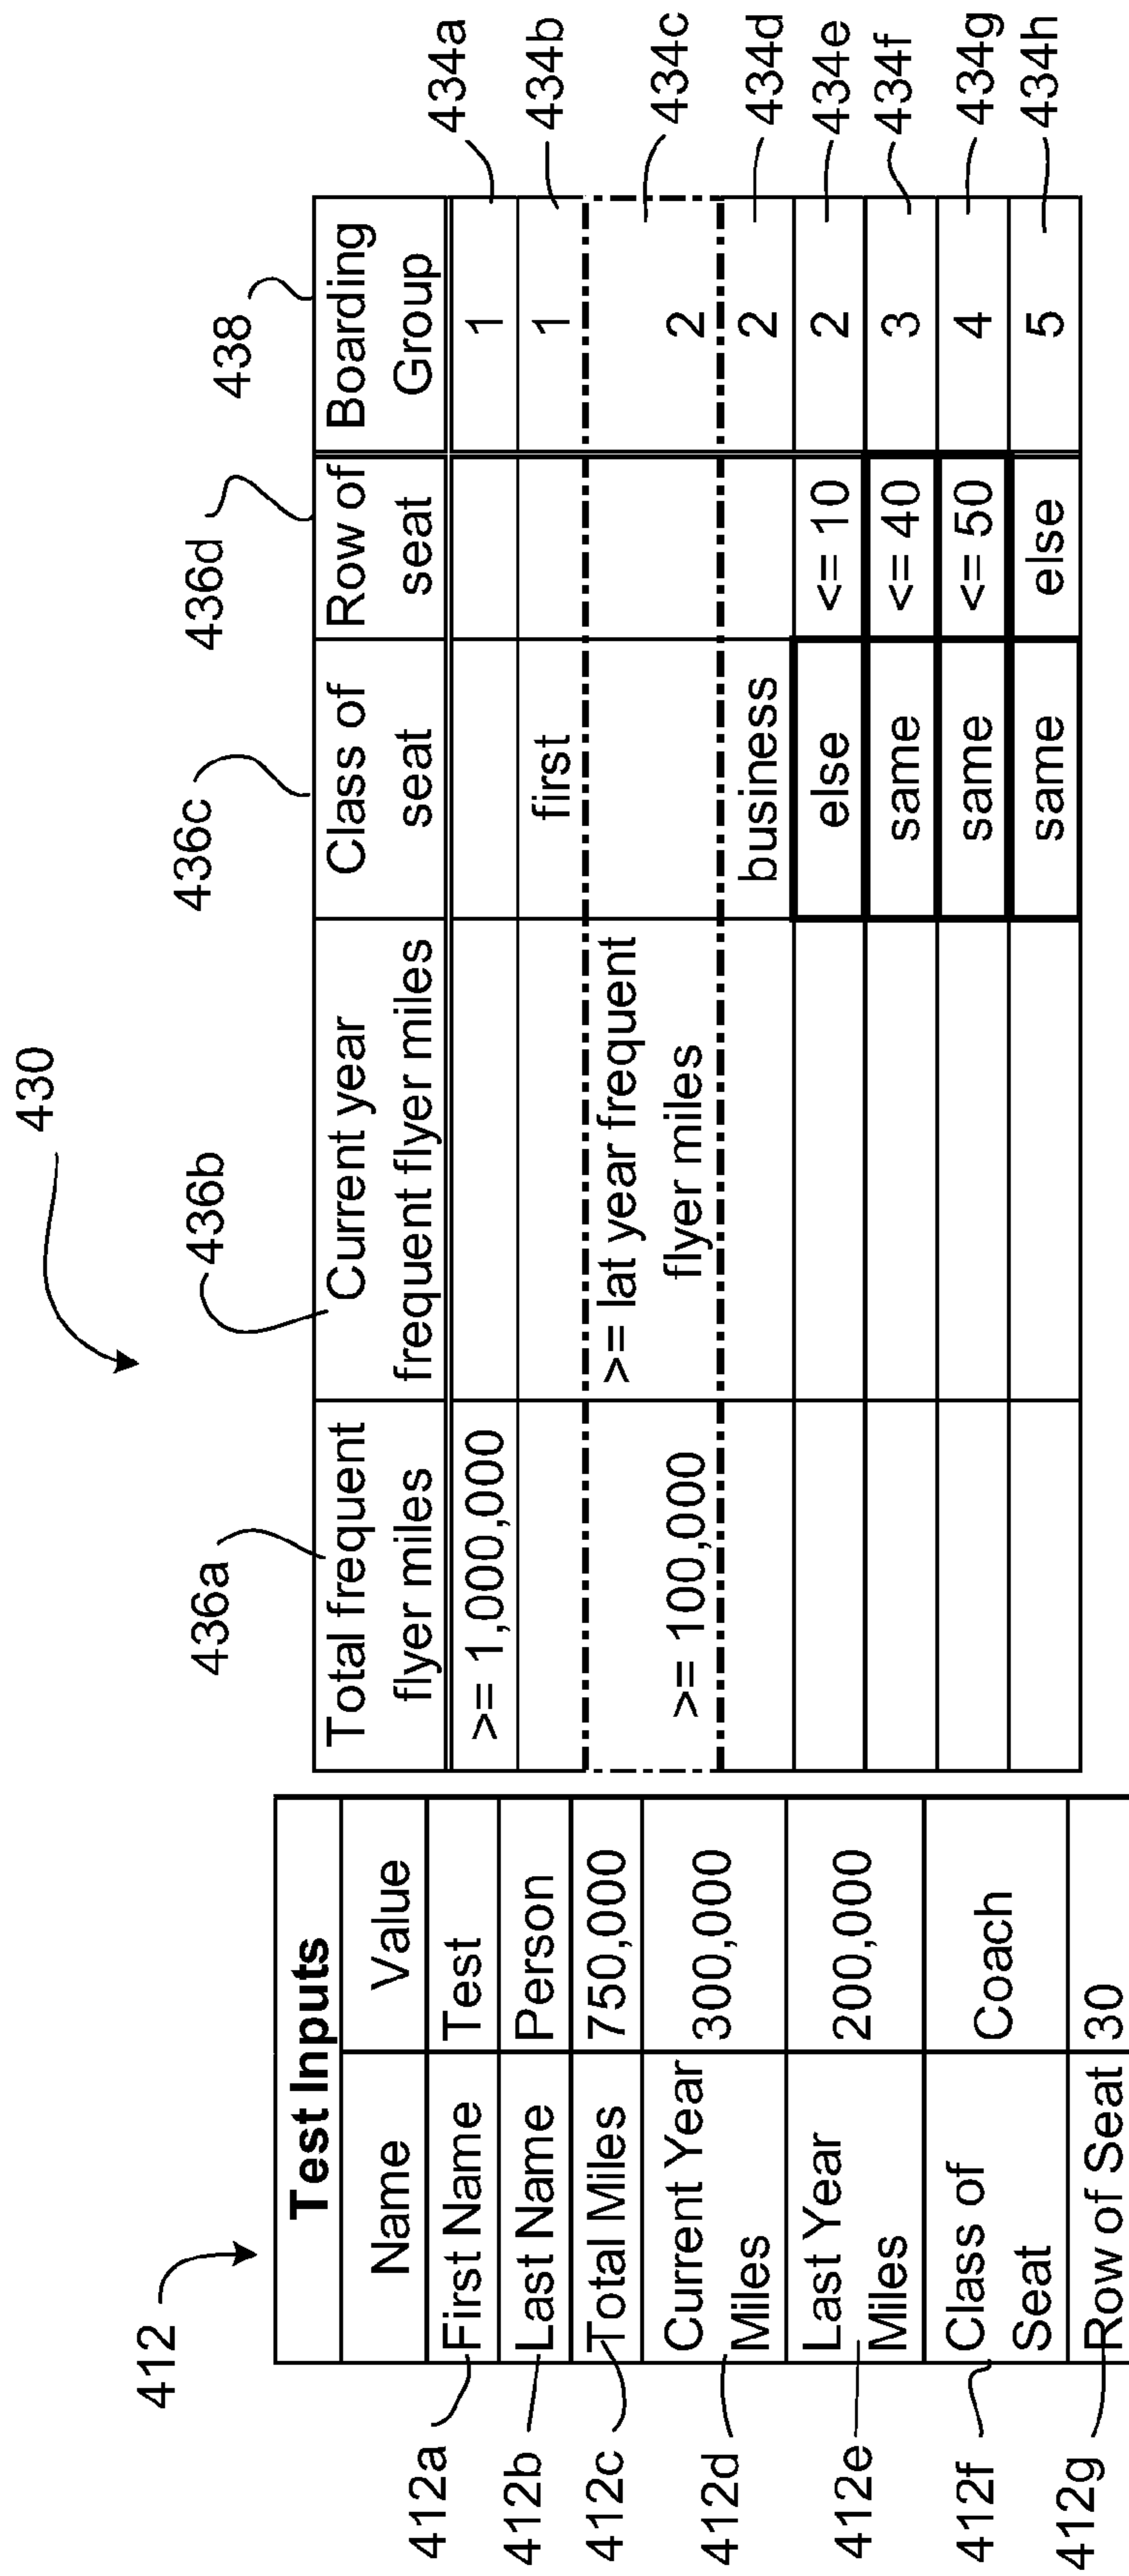 430
412
Test Inputs
Name Value
412a First Name Test
412b Last Name Person
412c Total Miles 750,000
412d Current Year 300,000
Miles
412e Last Year 200,000
Miles
412f Class of Coach
Seat
412g Row of Seat 30
436a 436b 436c 436d 438
Total frequent Current year Class of Row of Boarding
flyer miles frequent flyer miles seat seat Group
>= 1,000,000 1 434a
first 1 434b
>= lat year frequent
>= 100,000 flyer miles 2 434c
business 2 434d
else <= 10 2 434e
same <= 40 3 434f
same <= 50 4 434g
same else 5 434h